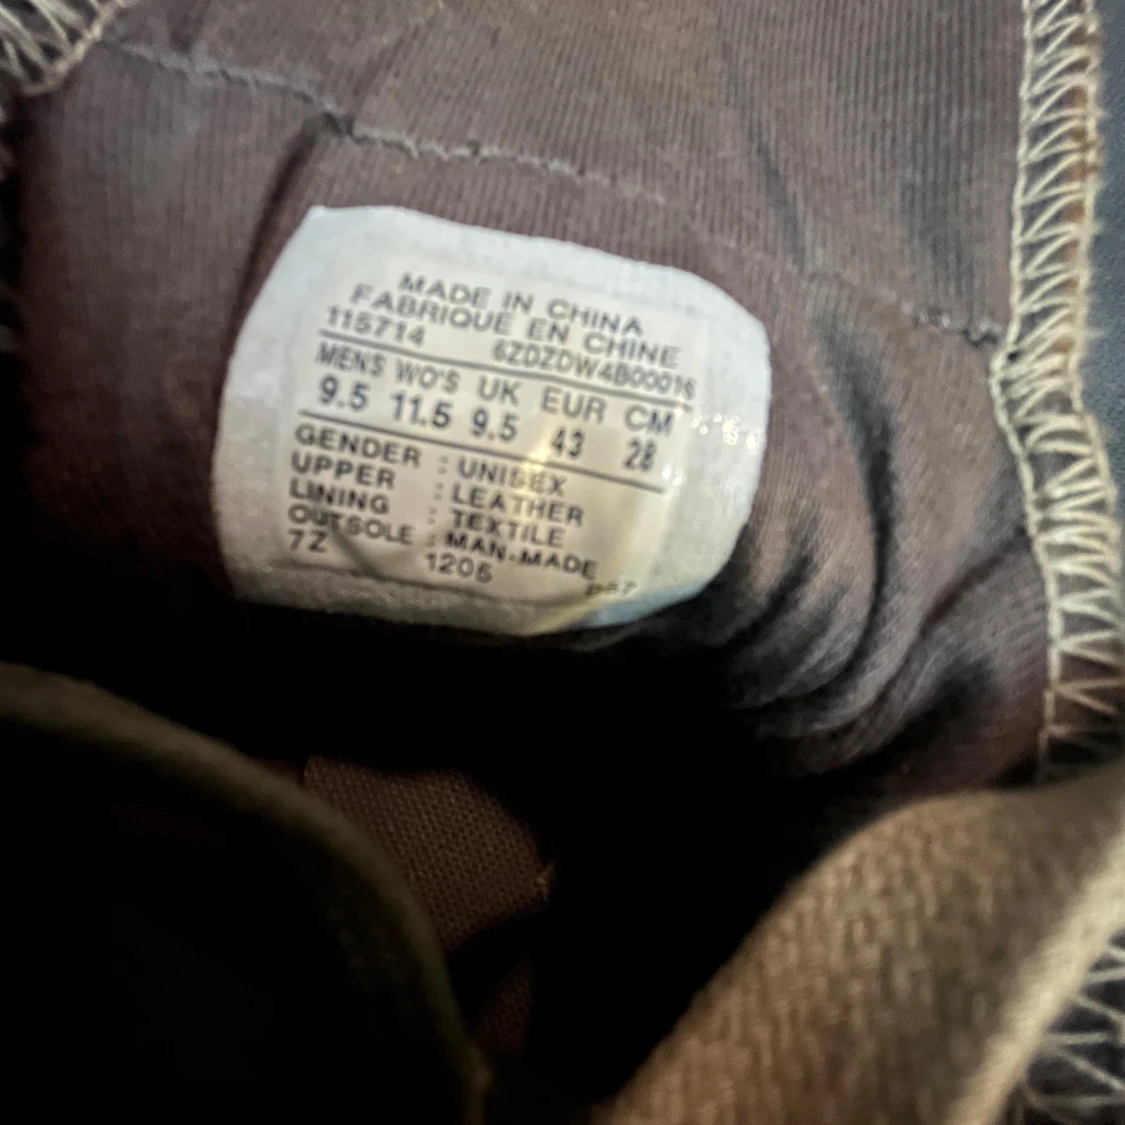 MADE IN CHINA
FABRIQUE EN CHINE
115714 6ZDZDW4B00016
MEN'S WO'S UK EUR CM
9.5 11.5 9.5 43 28
GENDER : UNISEX
UPPER : LEATHER
LINING : TEXTILE
OUTSOLE : MAN-MADE
7Z 1205